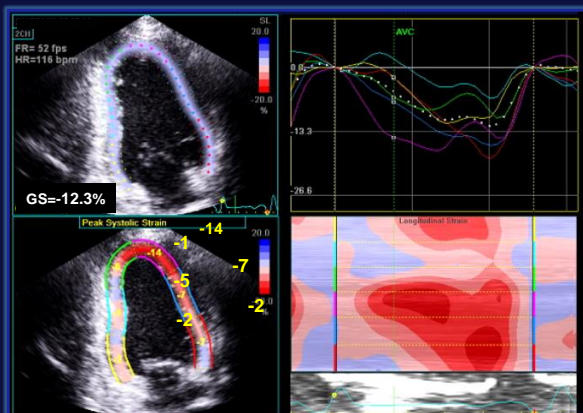 2CH
FR= 52 fps
HR=116 bpm
SL
20.0
-20.0
%
GS=-12.3%
AVC
0.0
-13.3
-26.6
Peak Systolic Strain
20.0
%
-14
-14
-1
-7
-5
-2
-2
Longitudinal Strain